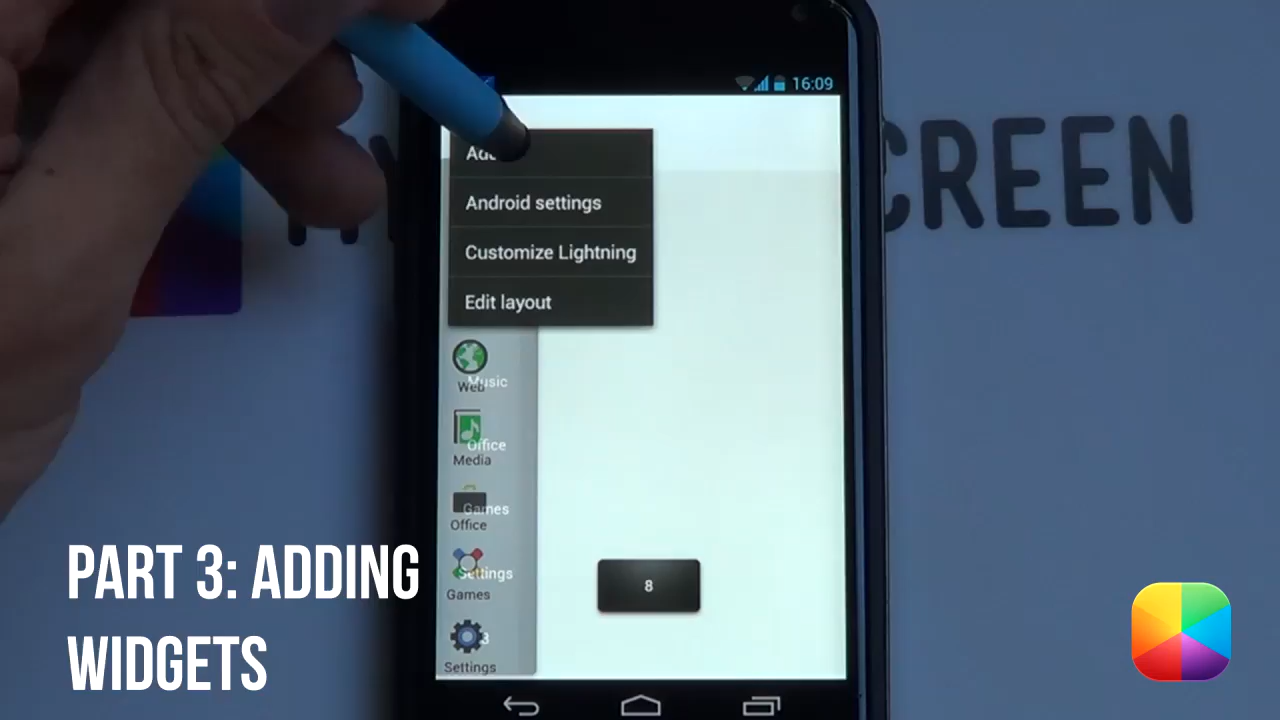 16:09
Android settings
Customize Lightning
Edit layout
Web
Music
Office
Media
Games
Office
Settings
Games
Settings
8
CREEN
PART 3: ADDING
WIDGETS